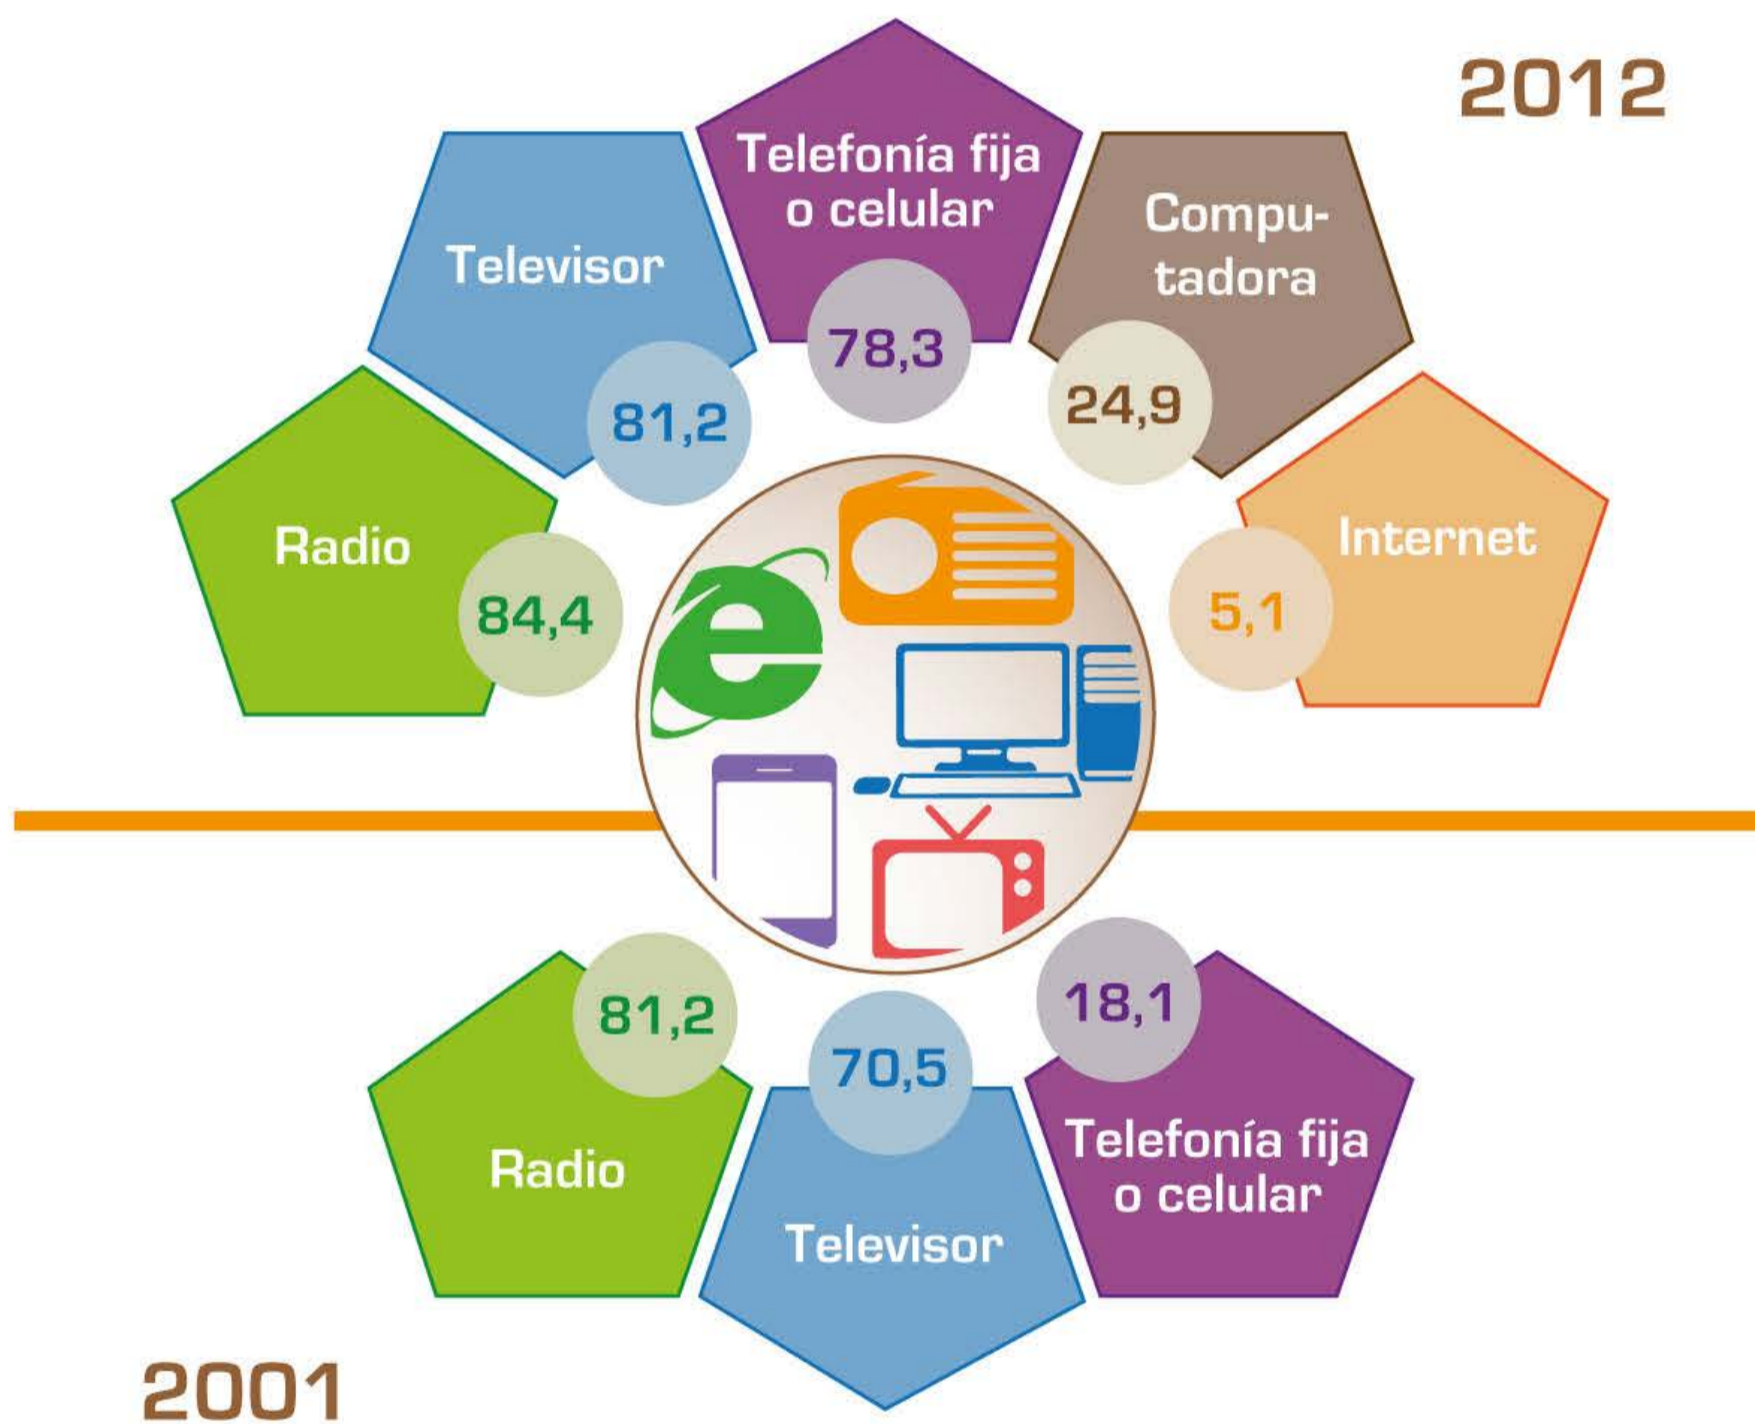 2012
Telefonía fija
o celular
78,3
Televisor
81,2
Compu-
tadora
24,9
Radio
84,4
Internet
5,1
Radio
81,2
Televisor
70,5
Telefonía fija
o celular
18,1
2001